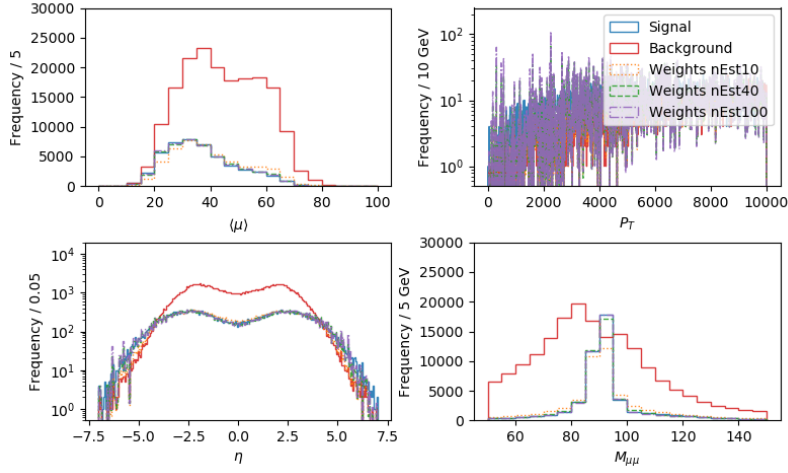 30000
25000
20000
15000
10000
5000
0
Frequency / 5
0 20 40 60 80 100
⟨μ⟩
10²
10¹
10⁰
Frequency / 10 GeV
Signal
Background
Weights nEst10
Weights nEst40
Weights nEst100
0 2000 4000 6000 8000 10000
P_T
10⁴
10³
10²
10¹
10⁰
Frequency / 0.05
−7.5 −5.0 −2.5 0.0 2.5 5.0 7.5
η
30000
25000
20000
15000
10000
5000
0
Frequency / 5 GeV
60 80 100 120 140
M_μμ